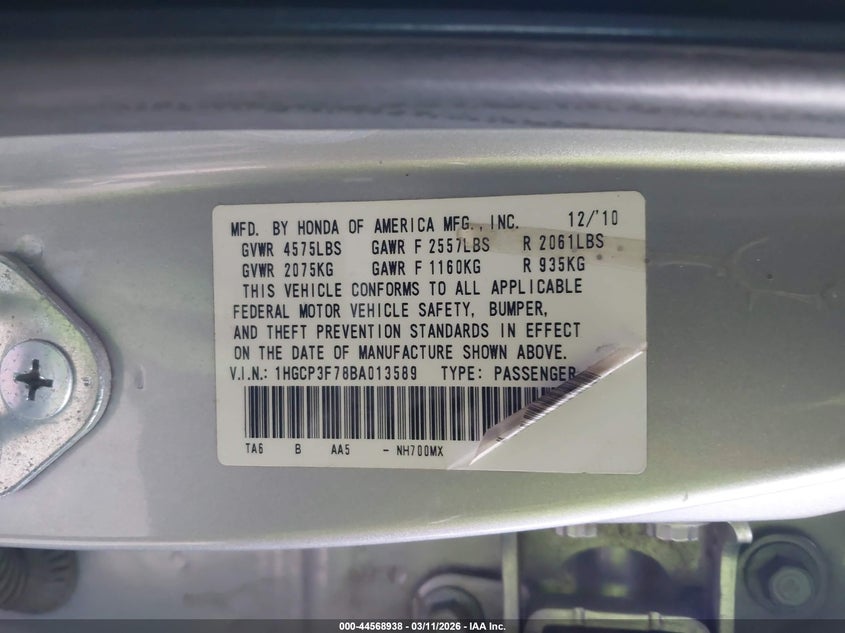 MFD. BY HONDA OF AMERICA MFG., INC. 12/'10
GVWR 4575LBS GAWR F 2557LBS R 2061LBS
GVWR 2075KG GAWR F 1160KG R 935KG
THIS VEHICLE CONFORMS TO ALL APPLICABLE
FEDERAL MOTOR VEHICLE SAFETY, BUMPER,
AND THEFT PREVENTION STANDARDS IN EFFECT
ON THE DATE OF MANUFACTURE SHOWN ABOVE.
V.I.N.: 1HGCP3F78BA013589 TYPE: PASSENGER
TA6 B AA5 - NH700MX
000-44568938 - 03/11/2026 - IAA Inc.